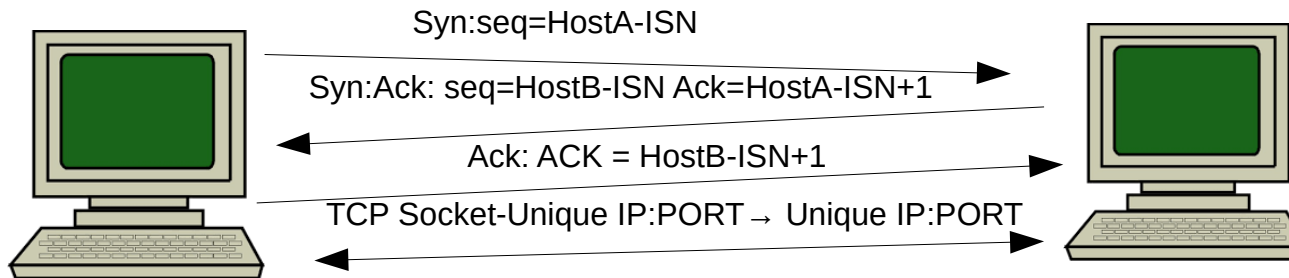 Syn:seq=HostA-ISN
Syn:Ack: seq=HostB-ISN Ack=HostA-ISN+1
Ack: ACK = HostB-ISN+1
TCP Socket-Unique IP:PORT→ Unique IP:PORT